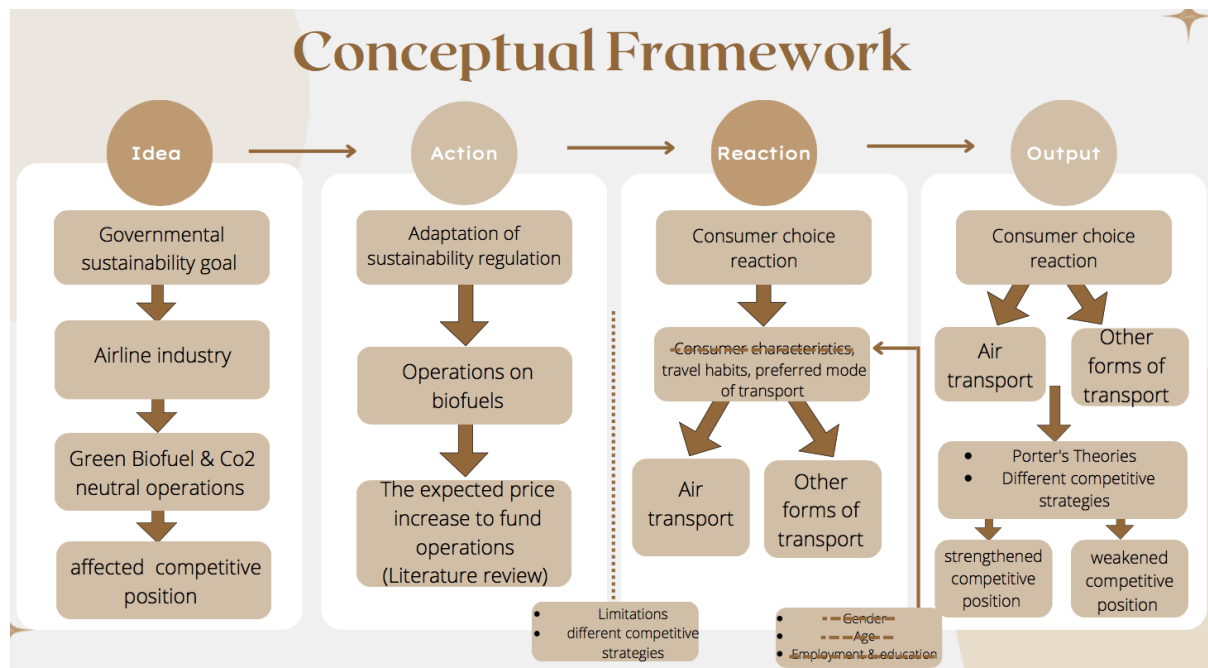 Conceptual Framework
Idea
Action
Reaction
Output
Governmental
sustainability goal
Airline industry
Green Biofuel & Co2
neutral operations
affected competitive
position
Adaptation of
sustainability regulation
Operations on
biofuels
The expected price
increase to fund
operations
(Literature review)
Limitations
different competitive
strategies
Consumer choice
reaction
Consumer characteristics,
travel habits, preferred mode
of transport
Air
transport
Other
forms of
transport
Gender
Age
Employment & education
Consumer choice
reaction
Air
transport
Other
forms of
transport
Porter's Theories
Different competitive
strategies
strengthened
competitive
position
weakened
competitive
position